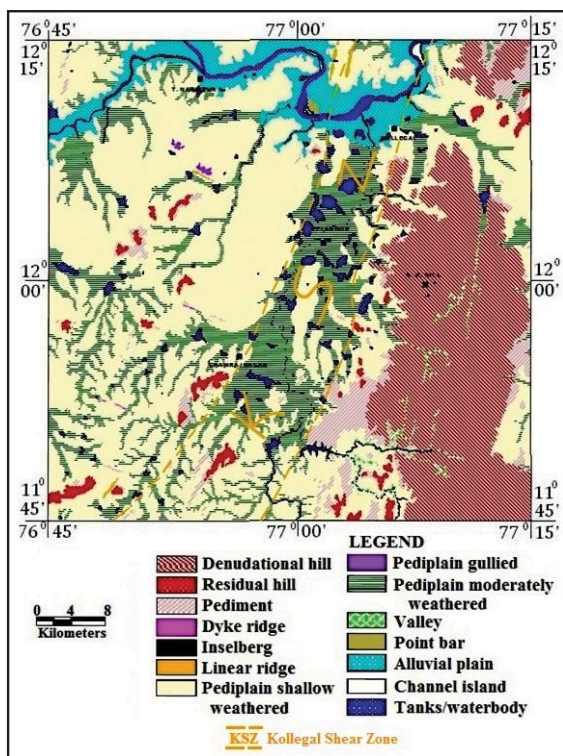 76° 45' 77° 00' 77° 15'
12° 15' 12° 15'
K
S
Z
12° 00' 12° 00'
11° 45' 11° 45'
76° 45' 77° 00' 77° 15'
LEGEND
Denudational hill
Residual hill
Pediment
Dyke ridge
Inselberg
Linear ridge
Pediplain shallow
weathered
Pediplain gullied
Pediplain moderately
weathered
Valley
Point bar
Alluvial plain
Channel island
Tanks/waterbody
0 4 8
Kilometers
KSZ Kollegal Shear Zone